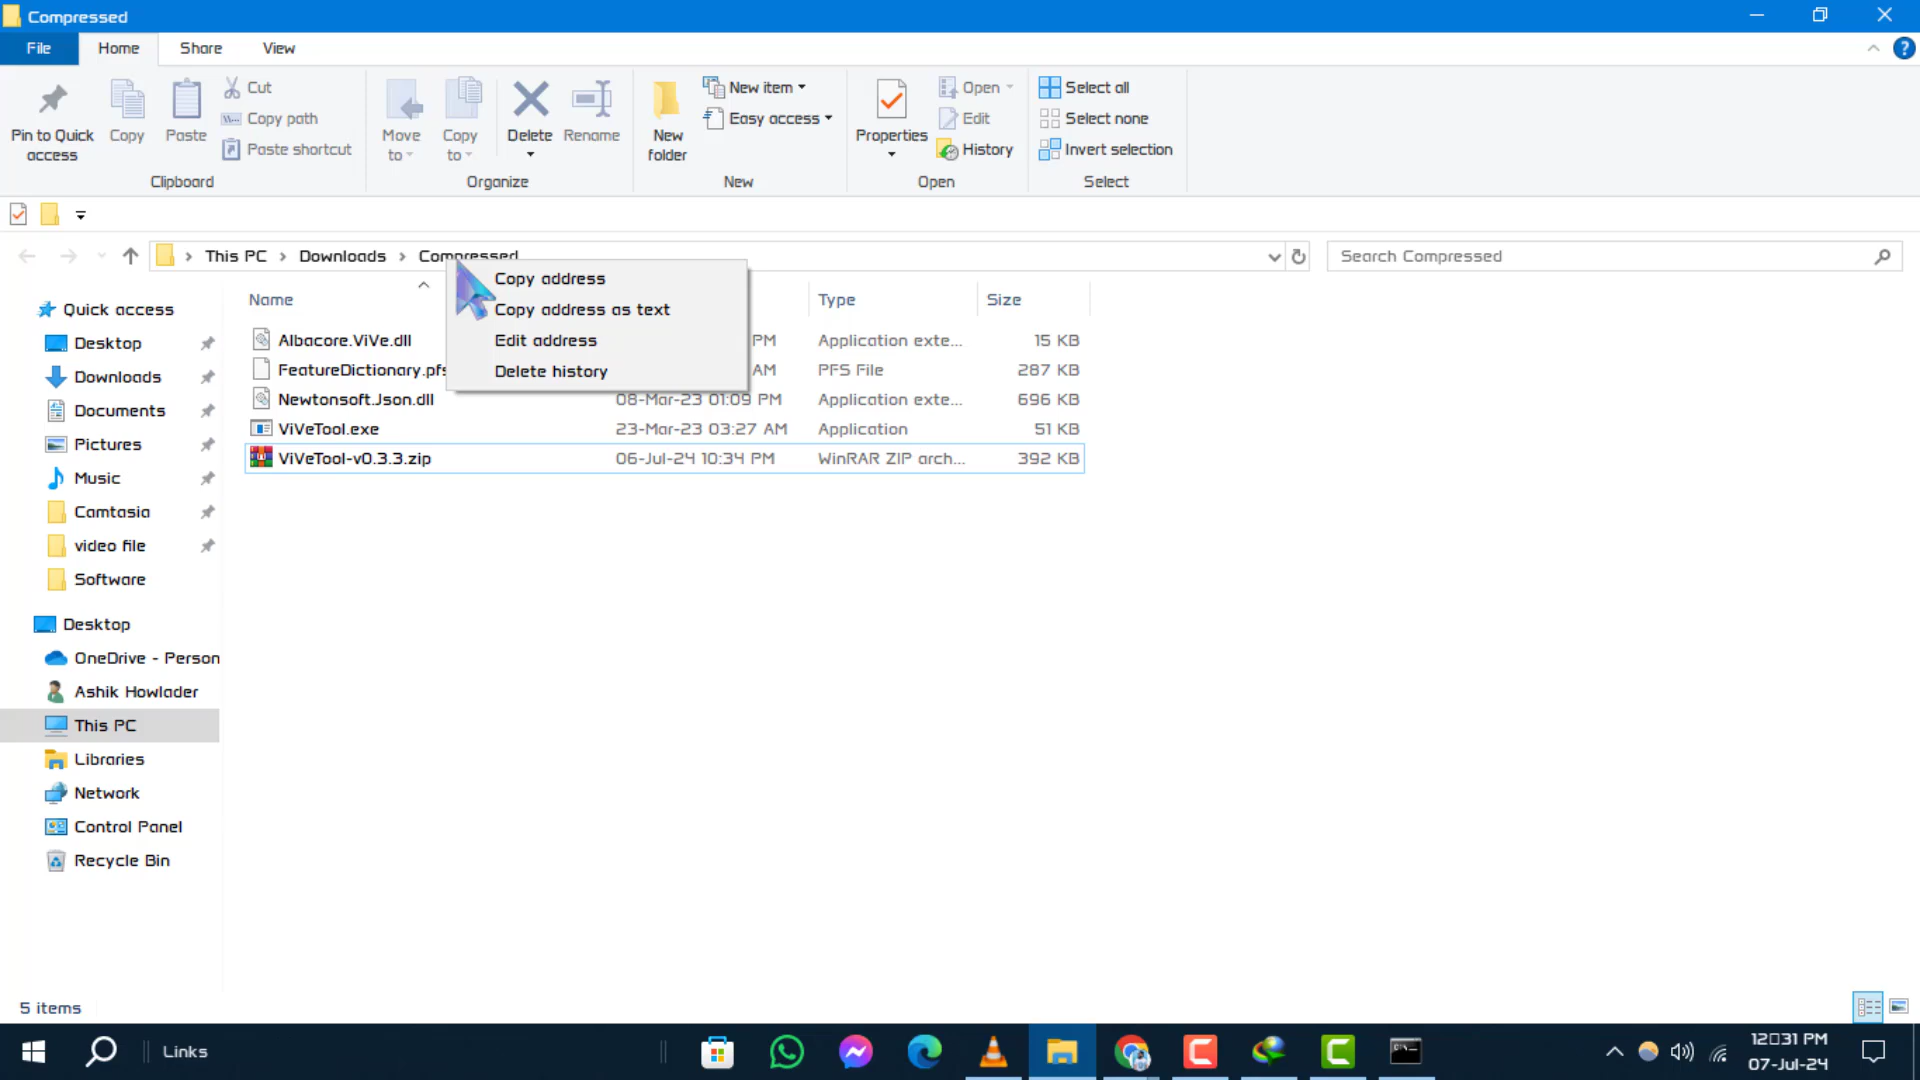 Compressed
File Home Share View
Pin to Quick access
Copy
Paste
Cut
Copy path
Paste shortcut
Clipboard
Move to
Copy to
Delete
Rename
Organize
New folder
New item
Easy access
New
Properties
Open
Edit
History
Open
Select all
Select none
Invert selection
Select
This PC Downloads Compressed
Search Compressed
Copy address
Copy address as text
Edit address
Delete history
Name Type Size
Albacore.ViVe.dll PM Application exte... 15 KB
FeatureDictionary.pfs AM PFS File 287 KB
Newtonsoft.Json.dll 08-Mar-23 01:09 PM Application exte... 696 KB
ViVeTool.exe 23-Mar-23 03:27 AM Application 51 KB
ViVeTool-v0.3.3.zip 06-Jul-24 10:34 PM WinRAR ZIP arch... 392 KB
Quick access
Desktop
Downloads
Documents
Pictures
Music
Camtasia
video file
Software
Desktop
OneDrive - Person
Ashik Howlader
This PC
Libraries
Network
Control Panel
Recycle Bin
5 items
Links
12▯31 PM
07-Jul-24